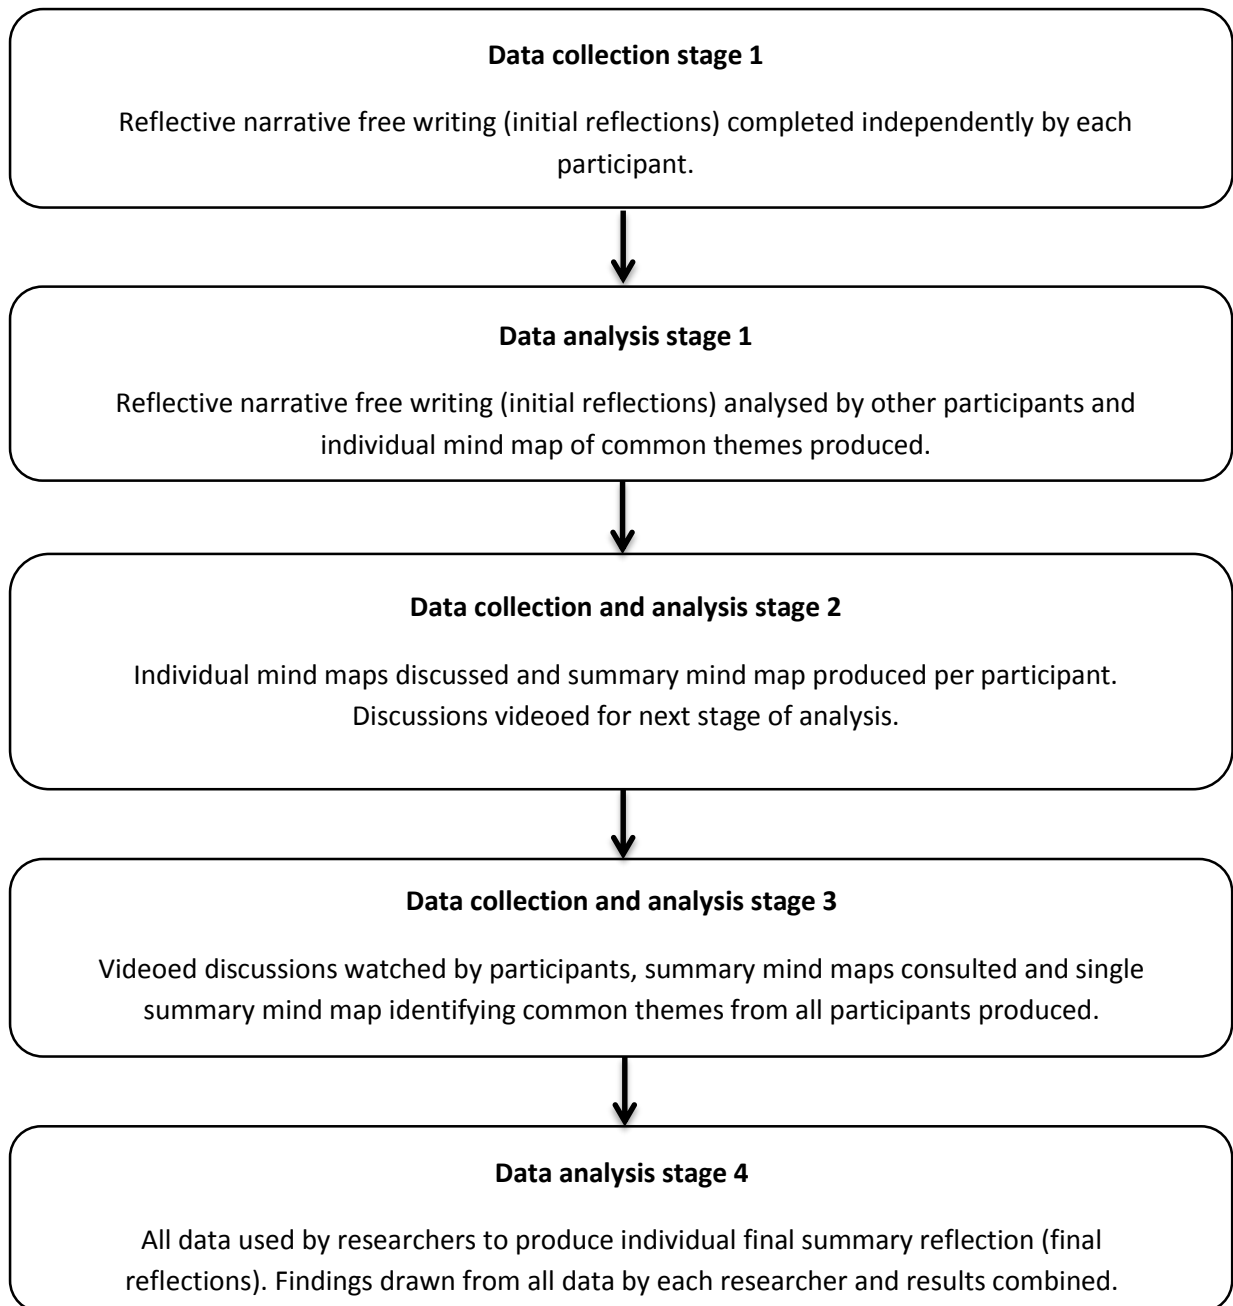 Data collection stage 1
Reflective narrative free writing (initial reflections) completed independently by each
participant.
Data analysis stage 1
Reflective narrative free writing (initial reflections) analysed by other participants and
individual mind map of common themes produced.
Data collection and analysis stage 2
Individual mind maps discussed and summary mind map produced per participant.
Discussions videoed for next stage of analysis.
Data collection and analysis stage 3
Videoed discussions watched by participants, summary mind maps consulted and single
summary mind map identifying common themes from all participants produced.
Data analysis stage 4
All data used by researchers to produce individual final summary reflection (final
reflections). Findings drawn from all data by each researcher and results combined.